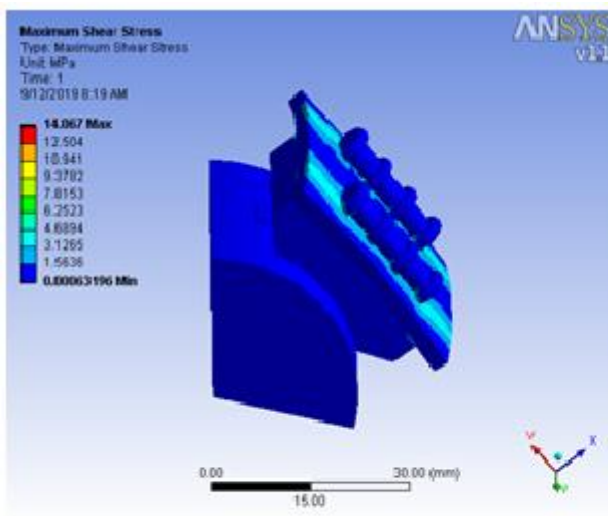 Maximum Shear Stress
Type: Maximum Shear Stress
Unit: MPa
Time: 1
9/12/2019 8:19 AM
14.067 Max
12.504
10.941
9.3782
7.8153
6.2523
4.6894
3.1265
1.5636
0.00063196 Min
ANSYS
v11
0.00
30.00 (mm)
15.00
X